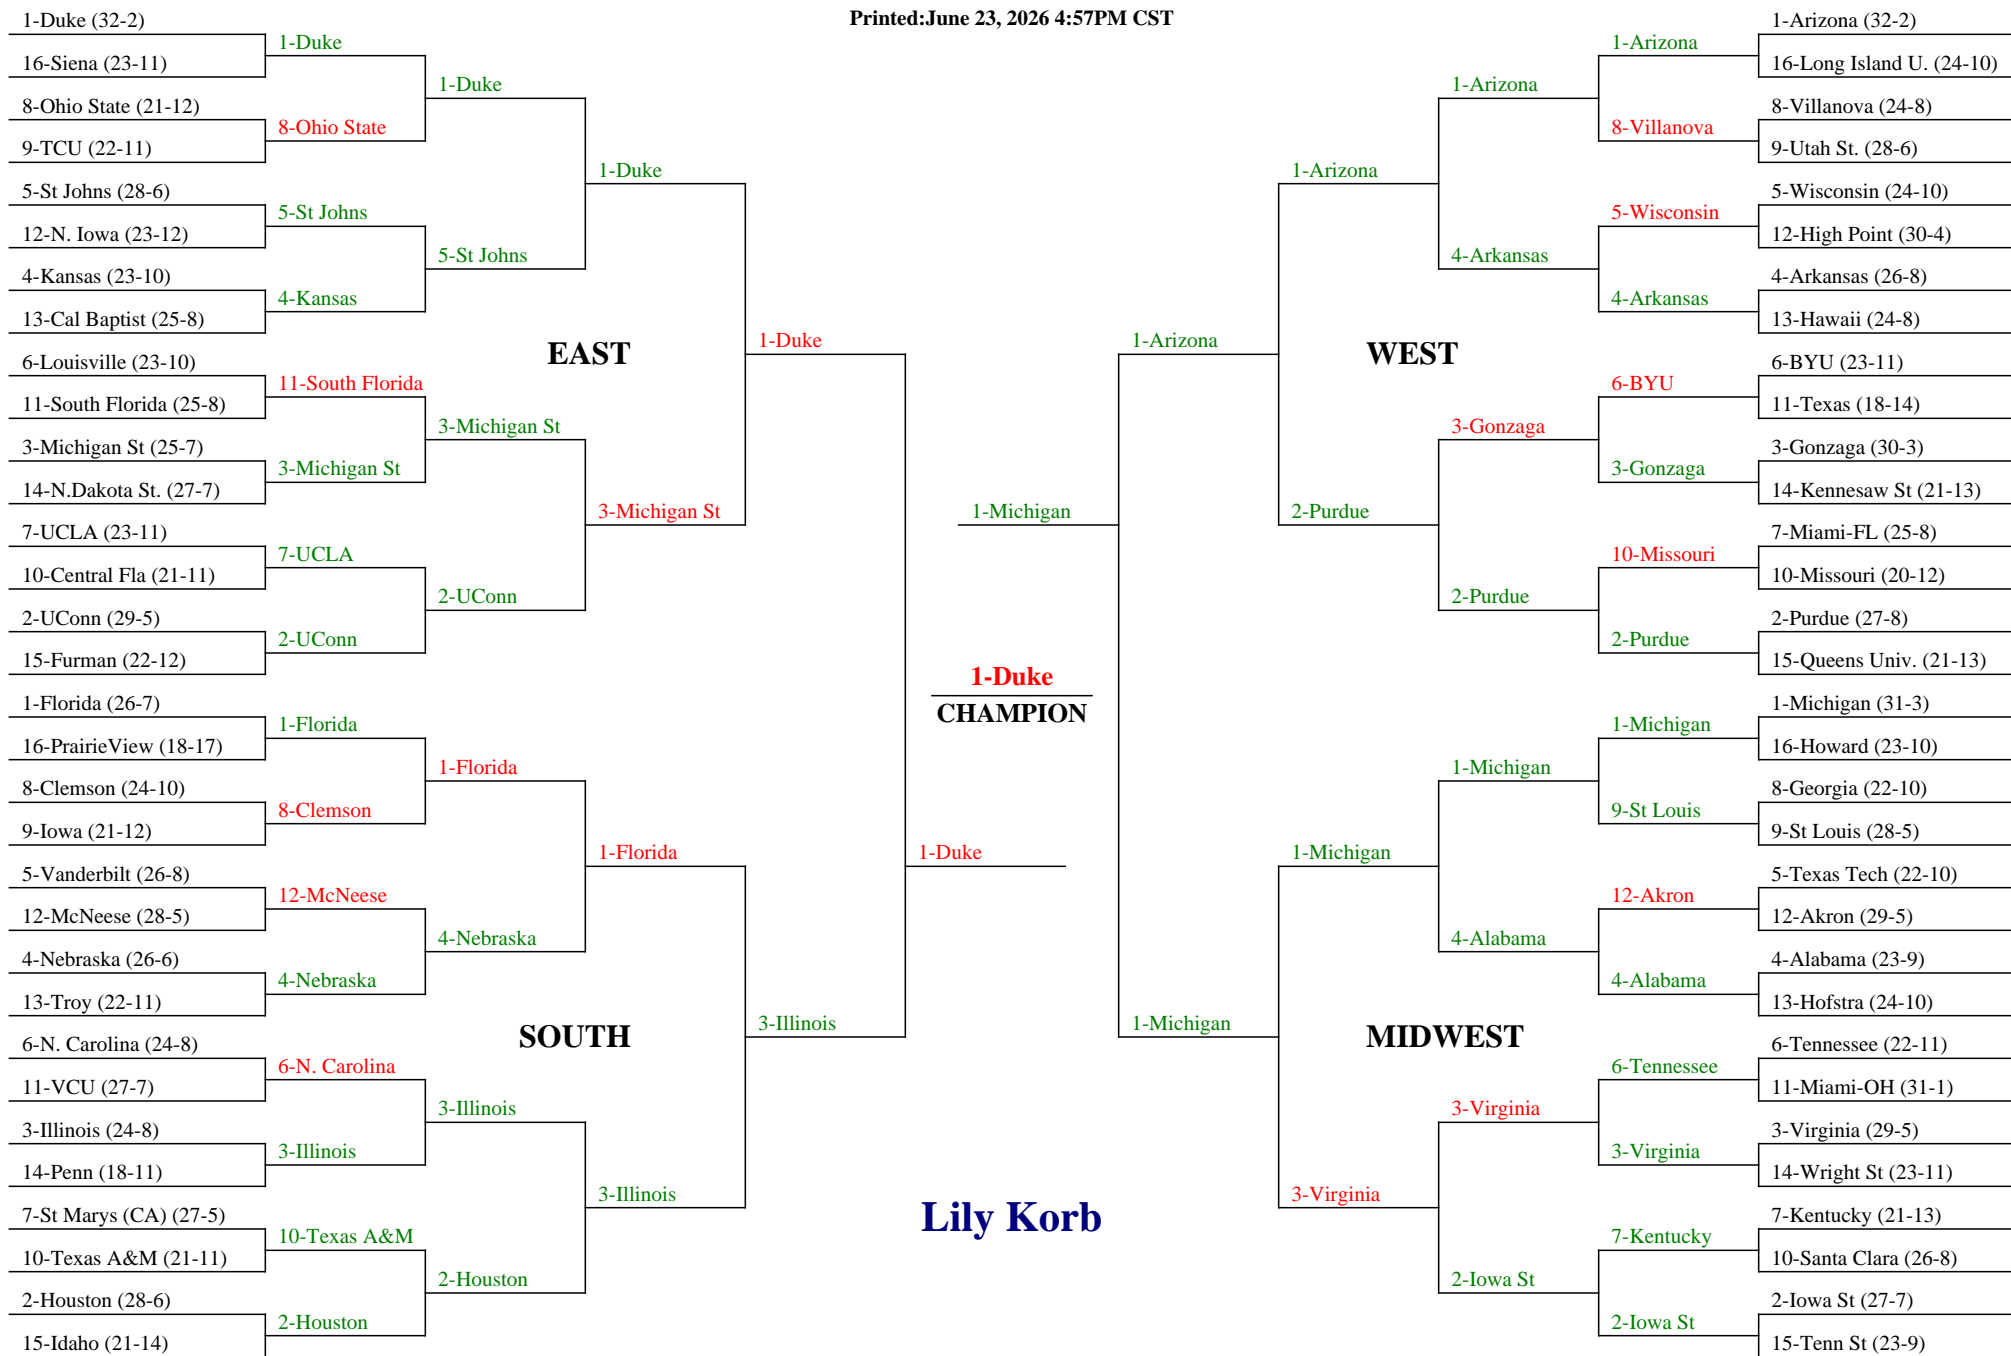 Printed:June 23, 2026 4:57PM CST
1-Duke (32-2)
16-Siena (23-11)
8-Ohio State (21-12)
9-TCU (22-11)
5-St Johns (28-6)
12-N. Iowa (23-12)
4-Kansas (23-10)
13-Cal Baptist (25-8)
6-Louisville (23-10)
11-South Florida (25-8)
3-Michigan St (25-7)
14-N.Dakota St. (27-7)
7-UCLA (23-11)
10-Central Fla (21-11)
2-UConn (29-5)
15-Furman (22-12)
1-Florida (26-7)
16-PrairieView (18-17)
8-Clemson (24-10)
9-Iowa (21-12)
5-Vanderbilt (26-8)
12-McNeese (28-5)
4-Nebraska (26-6)
13-Troy (22-11)
6-N. Carolina (24-8)
11-VCU (27-7)
3-Illinois (24-8)
14-Penn (18-11)
7-St Marys (CA) (27-5)
10-Texas A&M (21-11)
2-Houston (28-6)
15-Idaho (21-14)
1-Duke
8-Ohio State
5-St Johns
4-Kansas
11-South Florida
3-Michigan St
7-UCLA
2-UConn
1-Florida
8-Clemson
12-McNeese
4-Nebraska
6-N. Carolina
3-Illinois
10-Texas A&M
2-Houston
1-Duke
5-St Johns
3-Michigan St
2-UConn
1-Florida
4-Nebraska
3-Illinois
2-Houston
1-Duke
3-Michigan St
1-Florida
3-Illinois
EAST
SOUTH
1-Duke
3-Illinois
1-Duke
1-Michigan
1-Duke
CHAMPION
Lily Korb
1-Arizona
1-Michigan
WEST
MIDWEST
1-Arizona
2-Purdue
1-Michigan
3-Virginia
1-Arizona
4-Arkansas
3-Gonzaga
2-Purdue
1-Michigan
4-Alabama
3-Virginia
2-Iowa St
1-Arizona
8-Villanova
5-Wisconsin
4-Arkansas
6-BYU
3-Gonzaga
10-Missouri
2-Purdue
1-Michigan
9-St Louis
12-Akron
4-Alabama
6-Tennessee
3-Virginia
7-Kentucky
2-Iowa St
1-Arizona (32-2)
16-Long Island U. (24-10)
8-Villanova (24-8)
9-Utah St. (28-6)
5-Wisconsin (24-10)
12-High Point (30-4)
4-Arkansas (26-8)
13-Hawaii (24-8)
6-BYU (23-11)
11-Texas (18-14)
3-Gonzaga (30-3)
14-Kennesaw St (21-13)
7-Miami-FL (25-8)
10-Missouri (20-12)
2-Purdue (27-8)
15-Queens Univ. (21-13)
1-Michigan (31-3)
16-Howard (23-10)
8-Georgia (22-10)
9-St Louis (28-5)
5-Texas Tech (22-10)
12-Akron (29-5)
4-Alabama (23-9)
13-Hofstra (24-10)
6-Tennessee (22-11)
11-Miami-OH (31-1)
3-Virginia (29-5)
14-Wright St (23-11)
7-Kentucky (21-13)
10-Santa Clara (26-8)
2-Iowa St (27-7)
15-Tenn St (23-9)